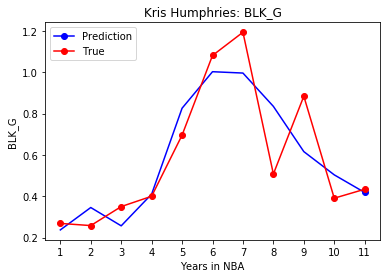 Kris Humphries: BLK_G
Prediction
True
BLK_G
1.2
1.0
0.8
0.6
0.4
0.2
1 2 3 4 5 6 7 8 9 10 11
Years in NBA